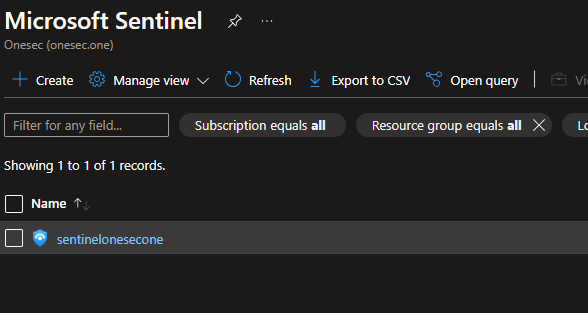 Microsoft Sentinel
Onesec (onesec.one)
Create Manage view Refresh Export to CSV Open query
Filter for any field... Subscription equals all Resource group equals all
Showing 1 to 1 of 1 records.
Name
sentinelonesecone